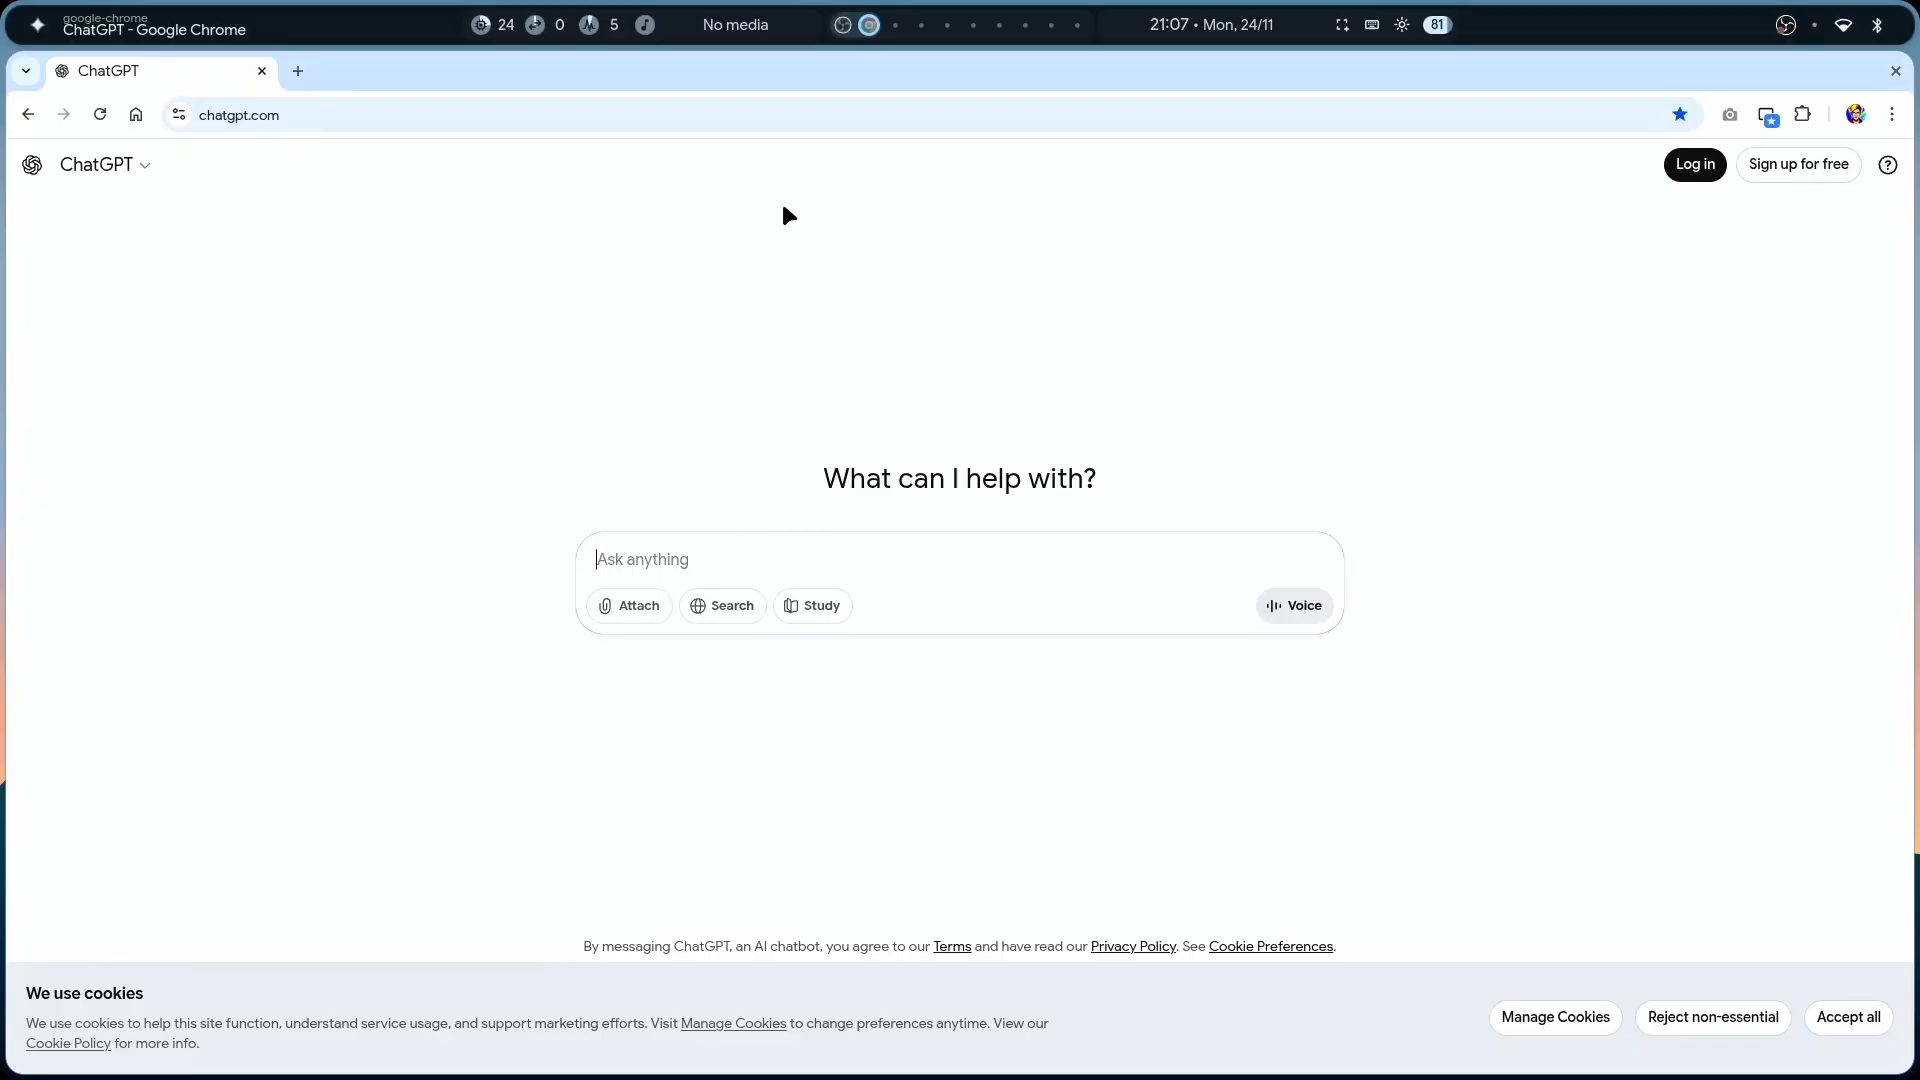 google-chrome
ChatGPT - Google Chrome
24 0 5
No media
21:07 • Mon, 24/11
81
ChatGPT
chatgpt.com
ChatGPT
Log in
Sign up for free
What can I help with?
Ask anything
Attach
Search
Study
Voice
By messaging ChatGPT, an AI chatbot, you agree to our Terms and have read our Privacy Policy. See Cookie Preferences.
We use cookies
We use cookies to help this site function, understand service usage, and support marketing efforts. Visit Manage Cookies to change preferences anytime. View our
Cookie Policy for more info.
Manage Cookies
Reject non-essential
Accept all